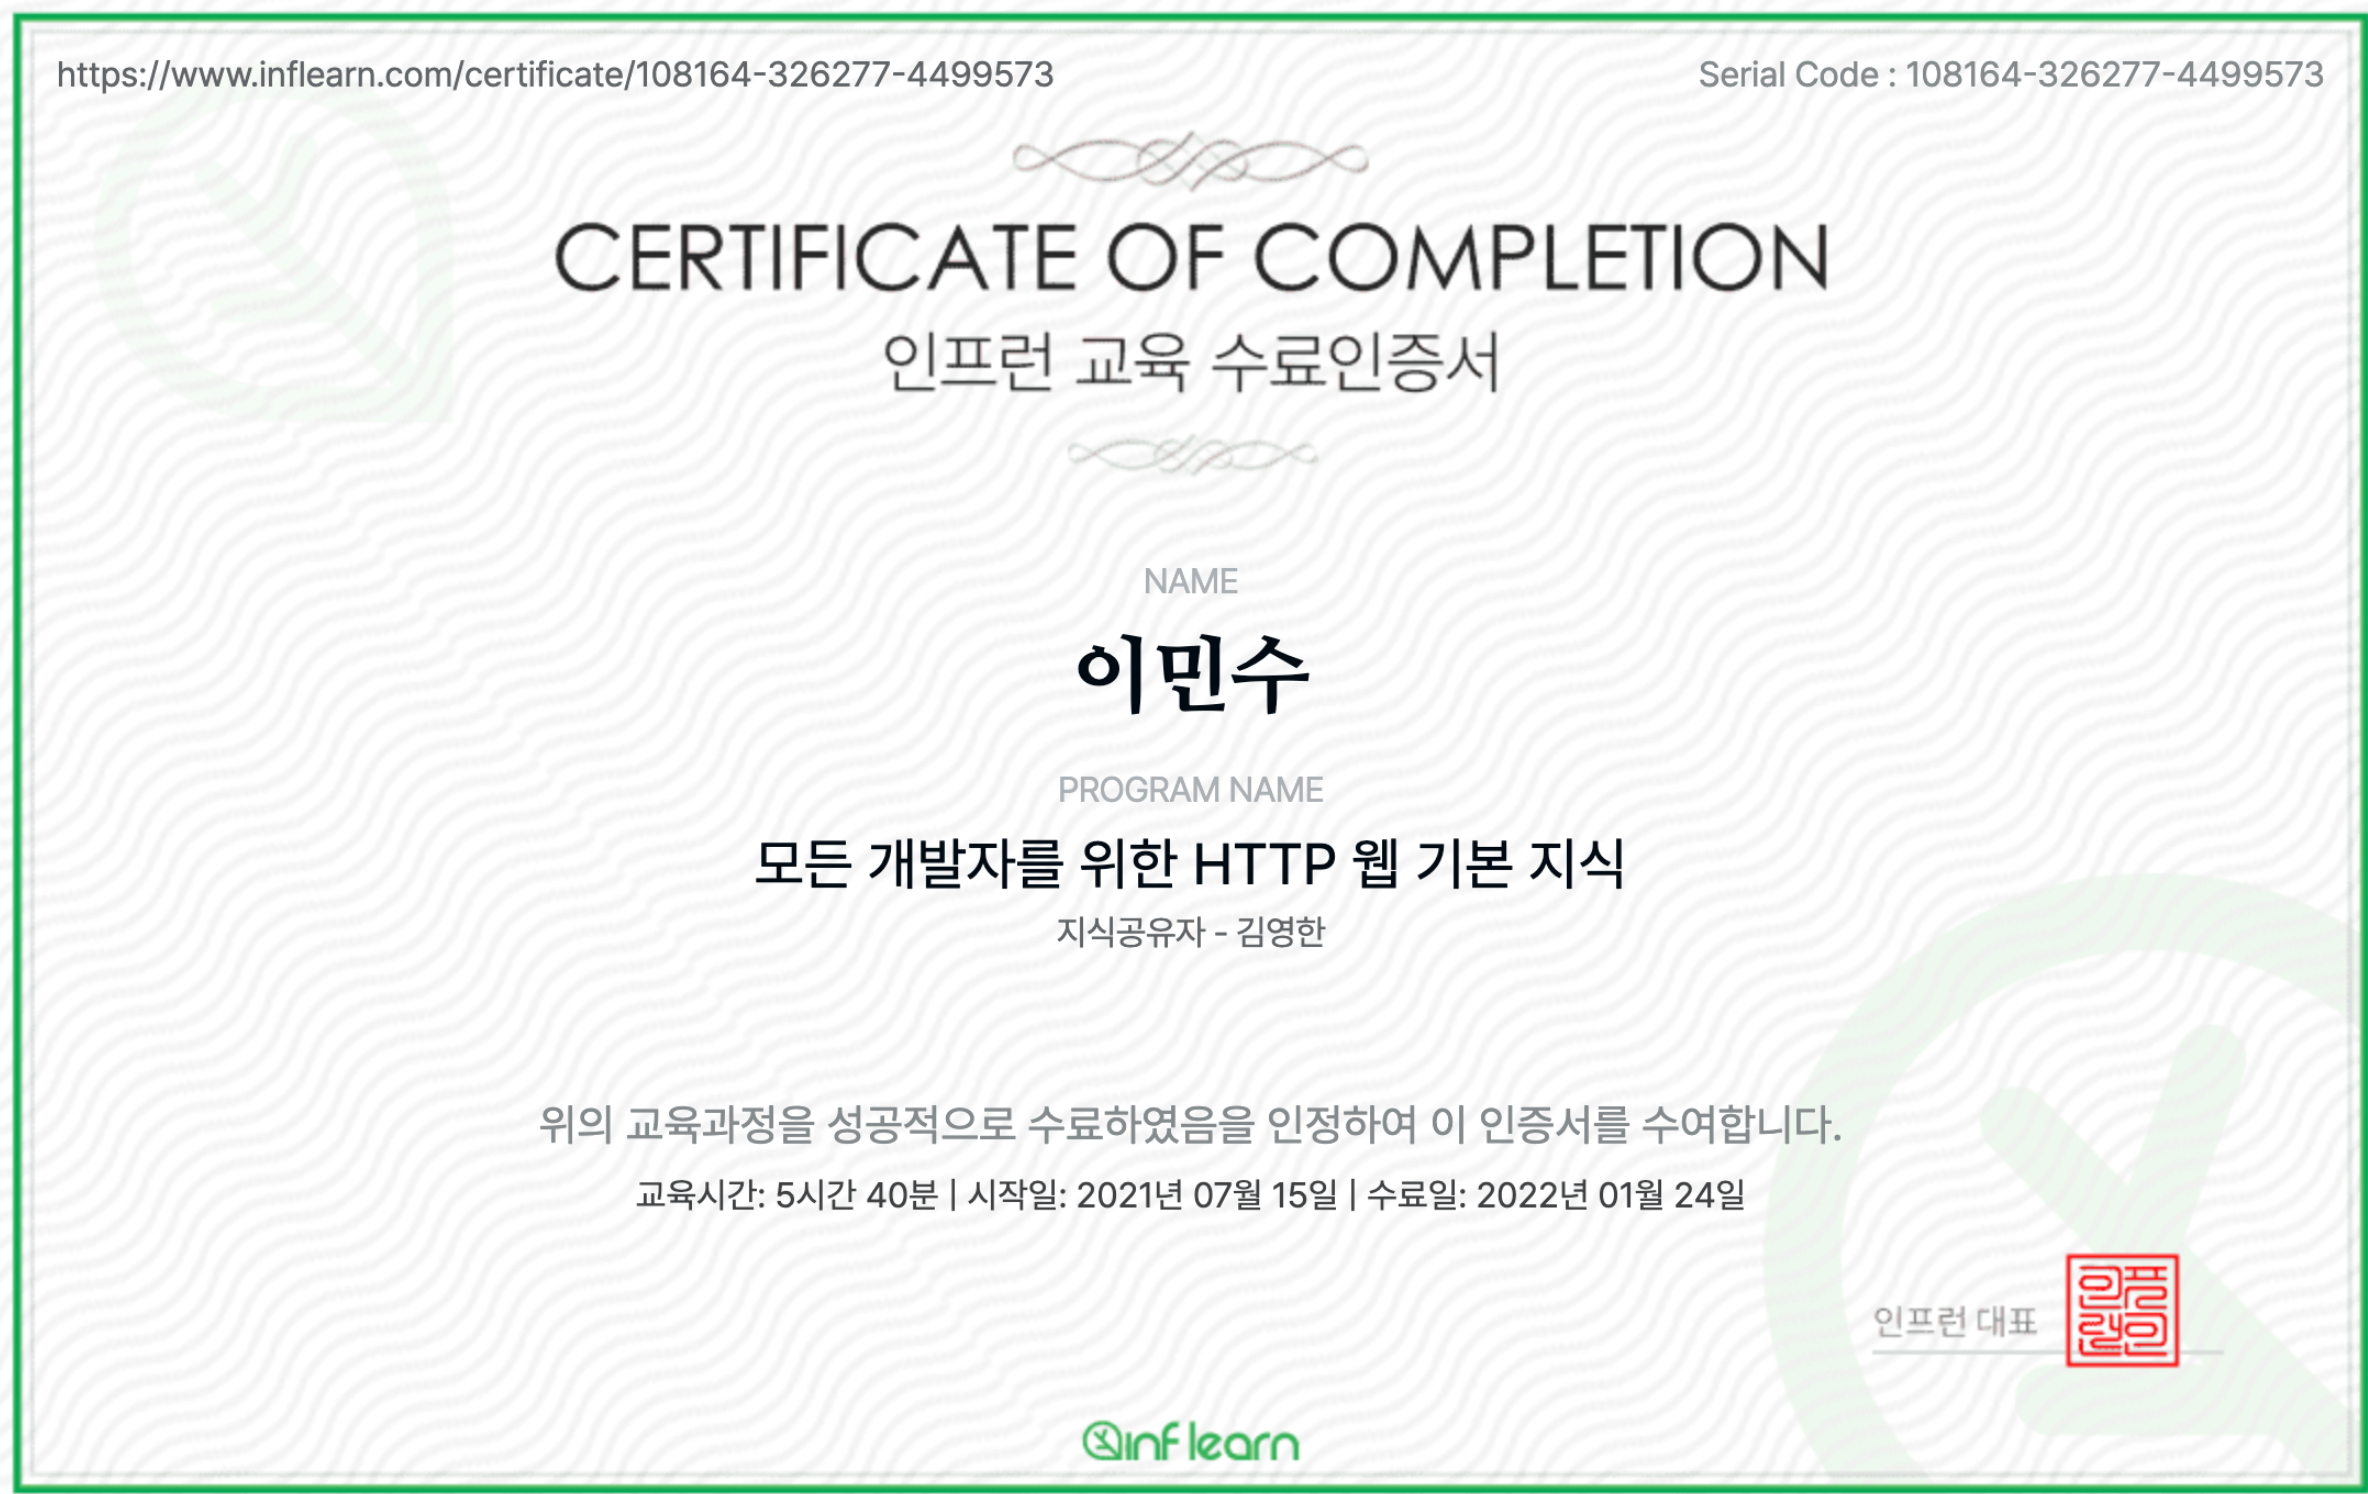 https://www.inflearn.com/certificate/108164-326277-4499573
Serial Code : 108164-326277-4499573
CERTIFICATE OF COMPLETION
인프런 교육 수료인증서
NAME
이민수
PROGRAM NAME
모든 개발자를 위한 HTTP 웹 기본 지식
지식공유자 - 김영한
위의 교육과정을 성공적으로 수료하였음을 인정하여 이 인증서를 수여합니다.
교육시간: 5시간 40분 | 시작일: 2021년 07월 15일 | 수료일: 2022년 01월 24일
인프런 대표
inflearn